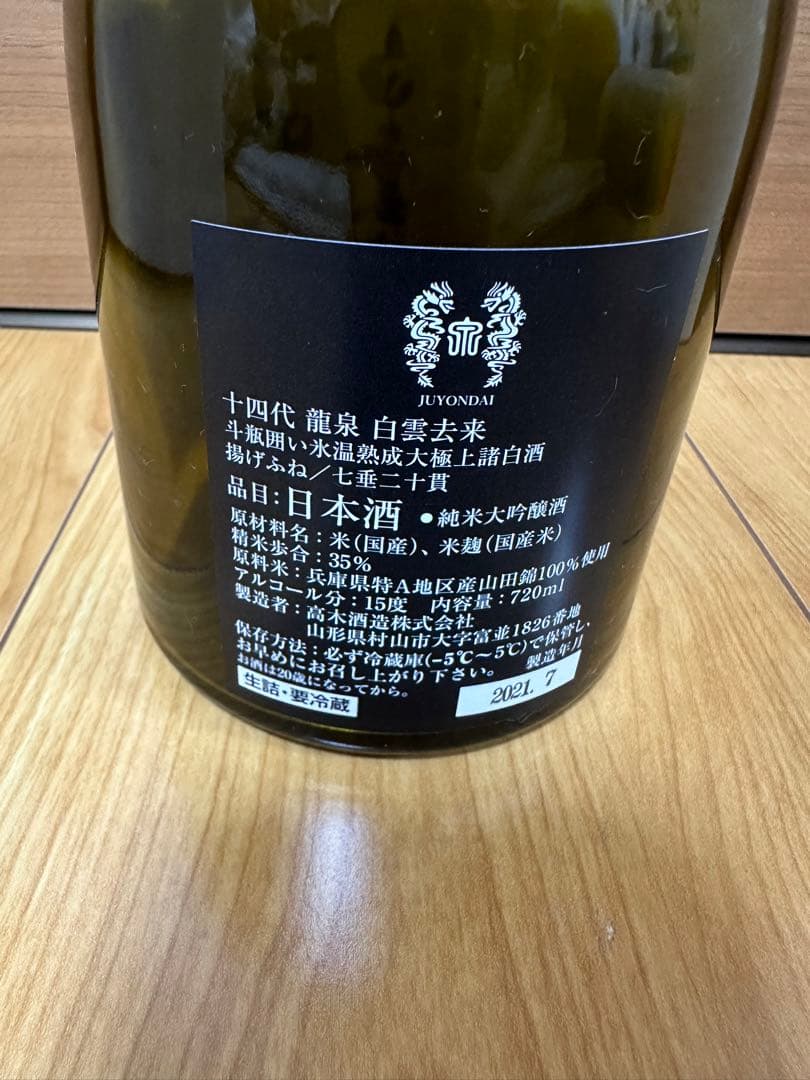 泉
JUYONDAI
十四代 龍泉 白雲去来
斗瓶囲い氷温熟成大極上諸白酒
揚げふね／七垂二十貫
品目：日本酒 ●純米大吟醸酒
原材料名：米（国産）、米麹（国産米）
精米歩合：35%
原料米：兵庫県特A地区産山田錦100%使用
アルコール分：15度 内容量：720ml
製造者：高木酒造株式会社
山形県村山市大字富並1826番地
保存方法：必ず冷蔵庫（−5℃〜5℃）で保管し、
お早めにお召し上がり下さい。
お酒は20歳になってから。
製造年月
生詰・要冷蔵
2021. 7